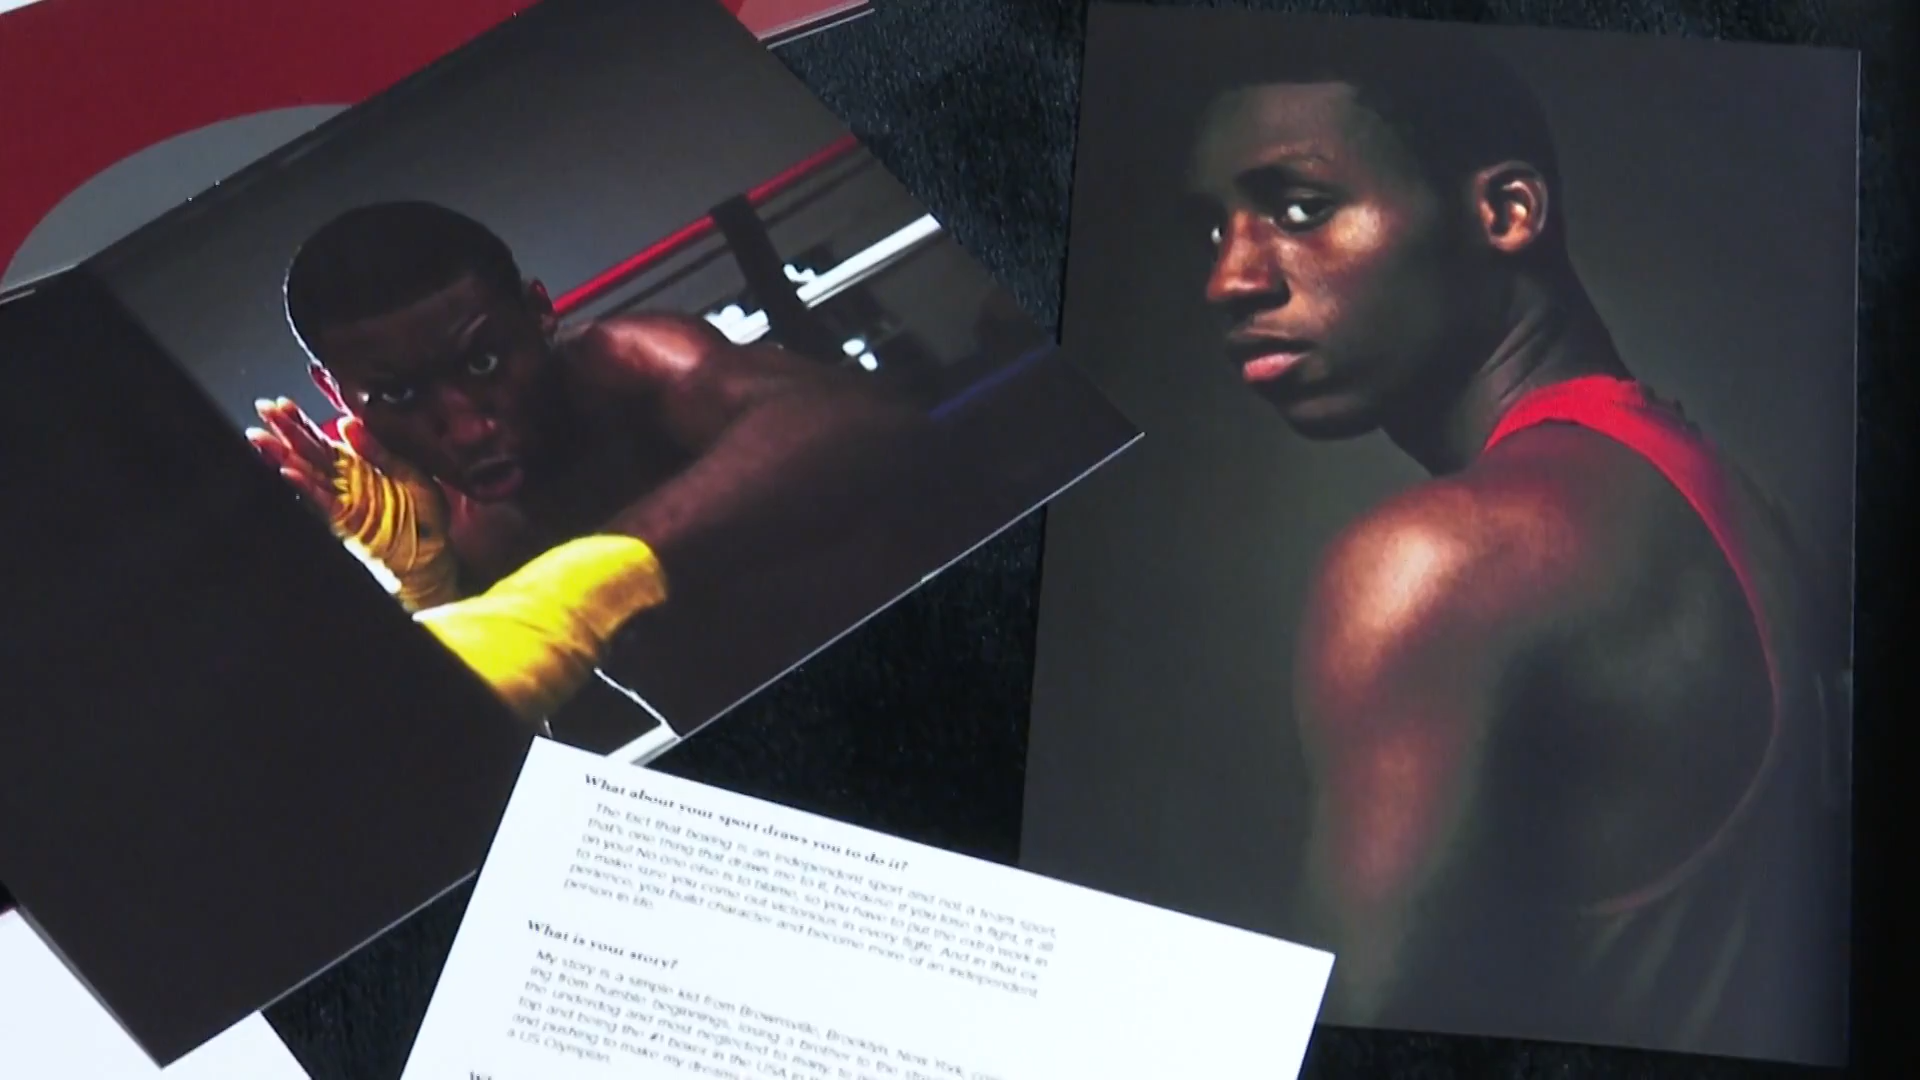 What about your sport draws you to do it?
The fact that boxing is an independent sport and not a team sport,
that's one thing that draws me to it, because if you lose a fight, it all
on you! No one else is to blame, so you have to put the extra work in
to make sure you come out victorious in every fight. And in that ex
perience, you build character and become more of an independent
person in life.
What is your story?
My story is a simple kid from Brownsville, Brooklyn, New York,
ing from humble beginnings, losing a brother to the
the underdog and most neglected to many, to
top and being the #1 boxer in the USA in
and pushing to make my dreams
a US Olympian.